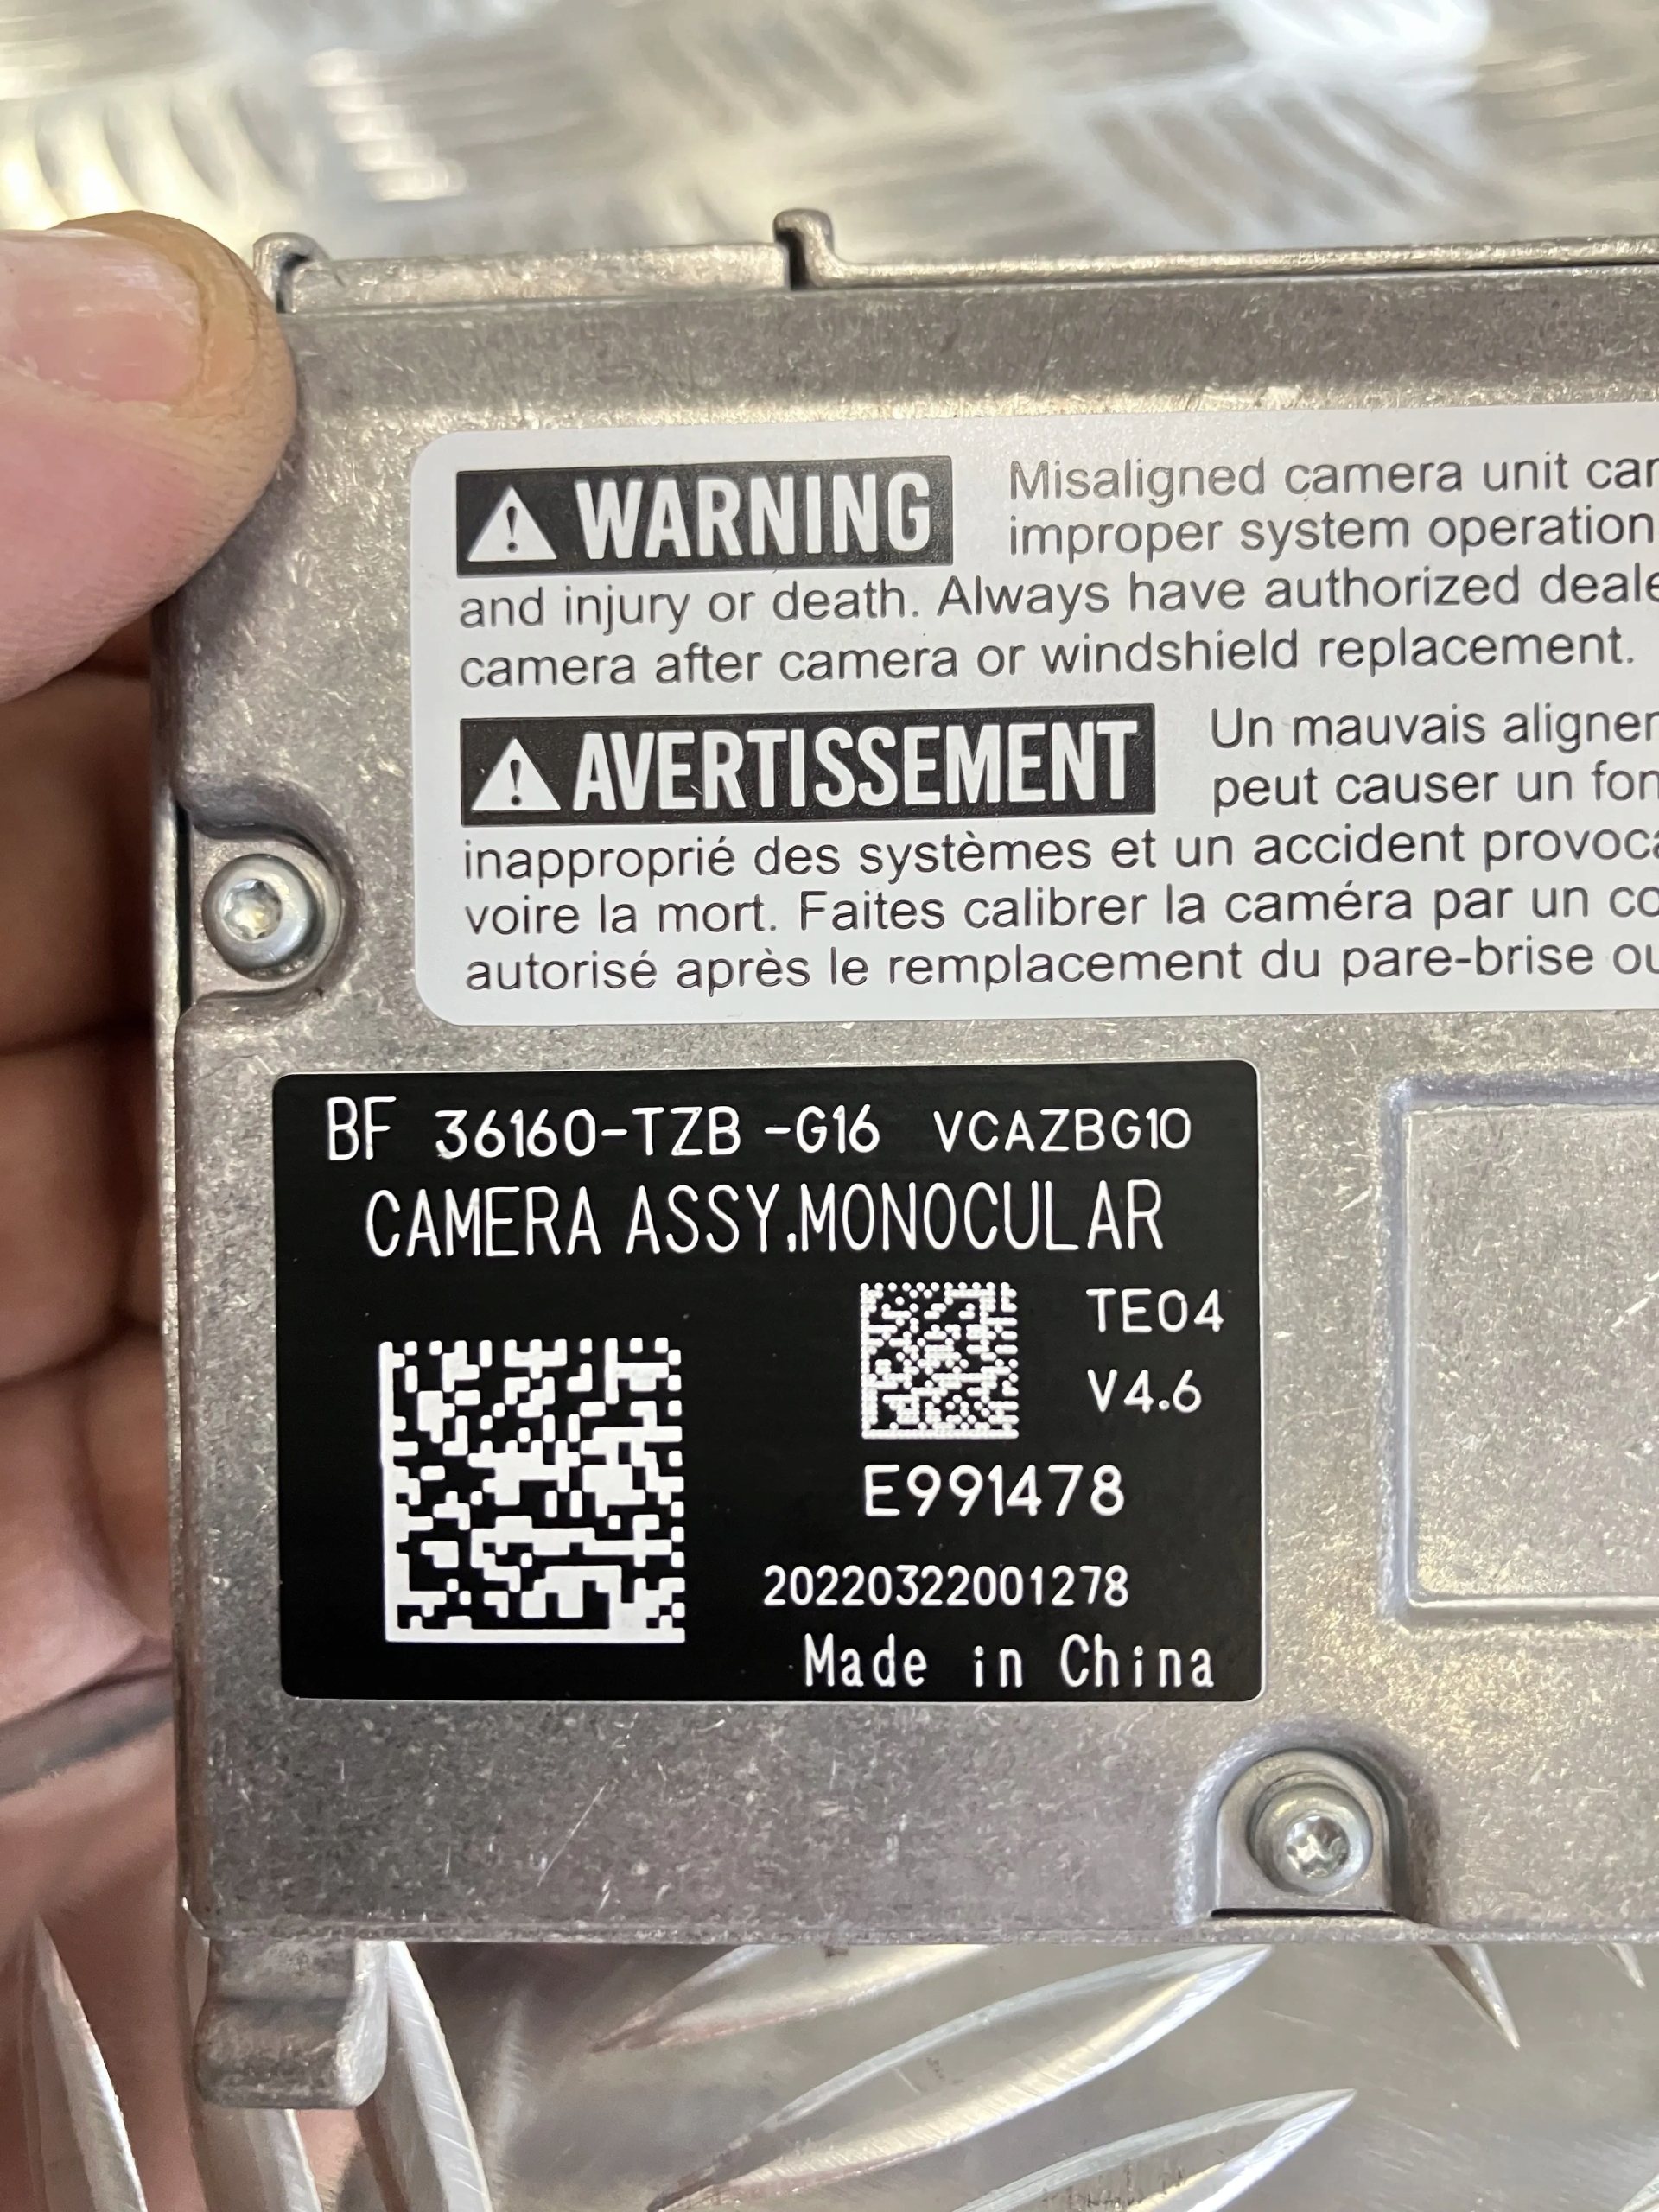 WARNING Misaligned camera unit can
improper system operation
and injury or death. Always have authorized deale
camera after camera or windshield replacement.
AVERTISSEMENT Un mauvais aligne
peut causer un fon
inapproprié des systèmes et un accident provoca
voire la mort. Faites calibrer la caméra par un co
autorisé après le remplacement du pare-brise ou
BF 36160-TZB -G16 VCAZBG10
CAMERA ASSY.MONOCULAR
TE04
V4.6
E991478
20220322001278
Made in China